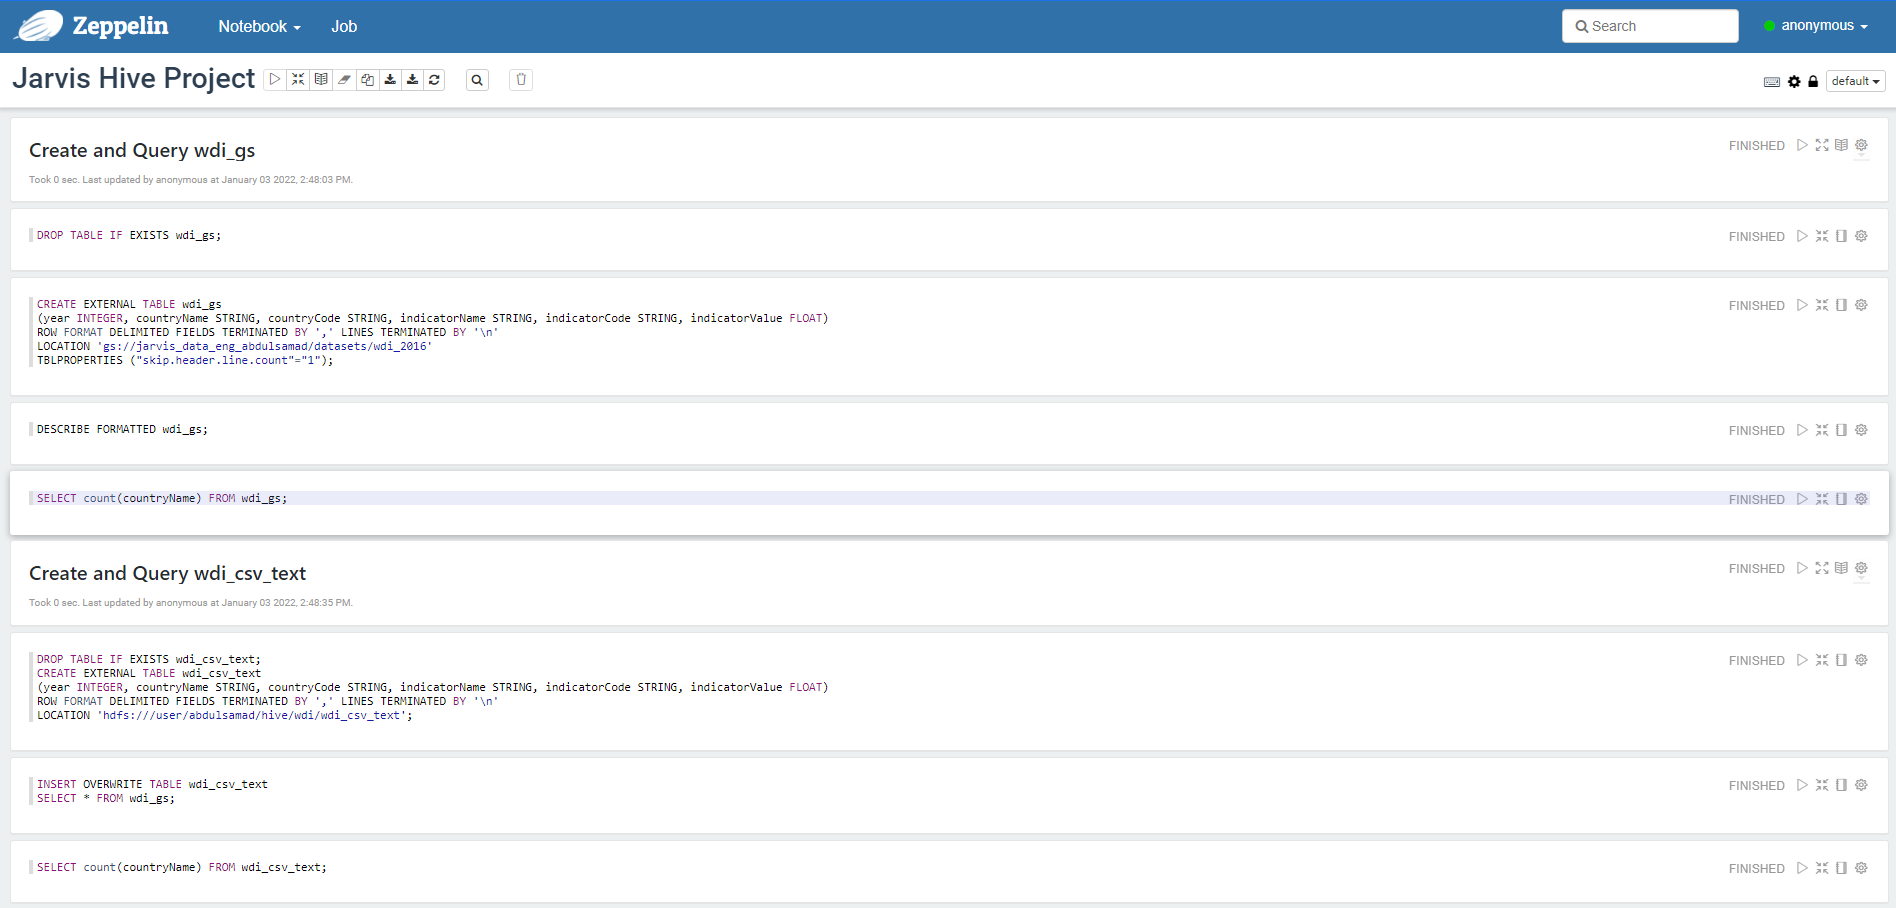 Zeppelin
Notebook
Job
Search
anonymous
Jarvis Hive Project
default
Create and Query wdi_gs
FINISHED
Took 0 sec. Last updated by anonymous at January 03 2022, 2:48:03 PM.
DROP TABLE IF EXISTS wdi_gs;
FINISHED
CREATE EXTERNAL TABLE wdi_gs
FINISHED
(year INTEGER, countryName STRING, countryCode STRING, indicatorName STRING, indicatorCode STRING, indicatorValue FLOAT)
ROW FORMAT DELIMITED FIELDS TERMINATED BY ',' LINES TERMINATED BY '\n'
LOCATION 'gs://jarvis_data_eng_abdulsamad/datasets/wdi_2016'
TBLPROPERTIES ("skip.header.line.count"="1");
DESCRIBE FORMATTED wdi_gs;
FINISHED
SELECT count(countryName) FROM wdi_gs;
FINISHED
Create and Query wdi_csv_text
FINISHED
Took 0 sec. Last updated by anonymous at January 03 2022, 2:48:35 PM.
DROP TABLE IF EXISTS wdi_csv_text;
FINISHED
CREATE EXTERNAL TABLE wdi_csv_text
(year INTEGER, countryName STRING, countryCode STRING, indicatorName STRING, indicatorCode STRING, indicatorValue FLOAT)
ROW FORMAT DELIMITED FIELDS TERMINATED BY ',' LINES TERMINATED BY '\n'
LOCATION 'hdfs:///user/abdulsamad/hive/wdi/wdi_csv_text';
INSERT OVERWRITE TABLE wdi_csv_text
FINISHED
SELECT * FROM wdi_gs;
SELECT count(countryName) FROM wdi_csv_text;
FINISHED